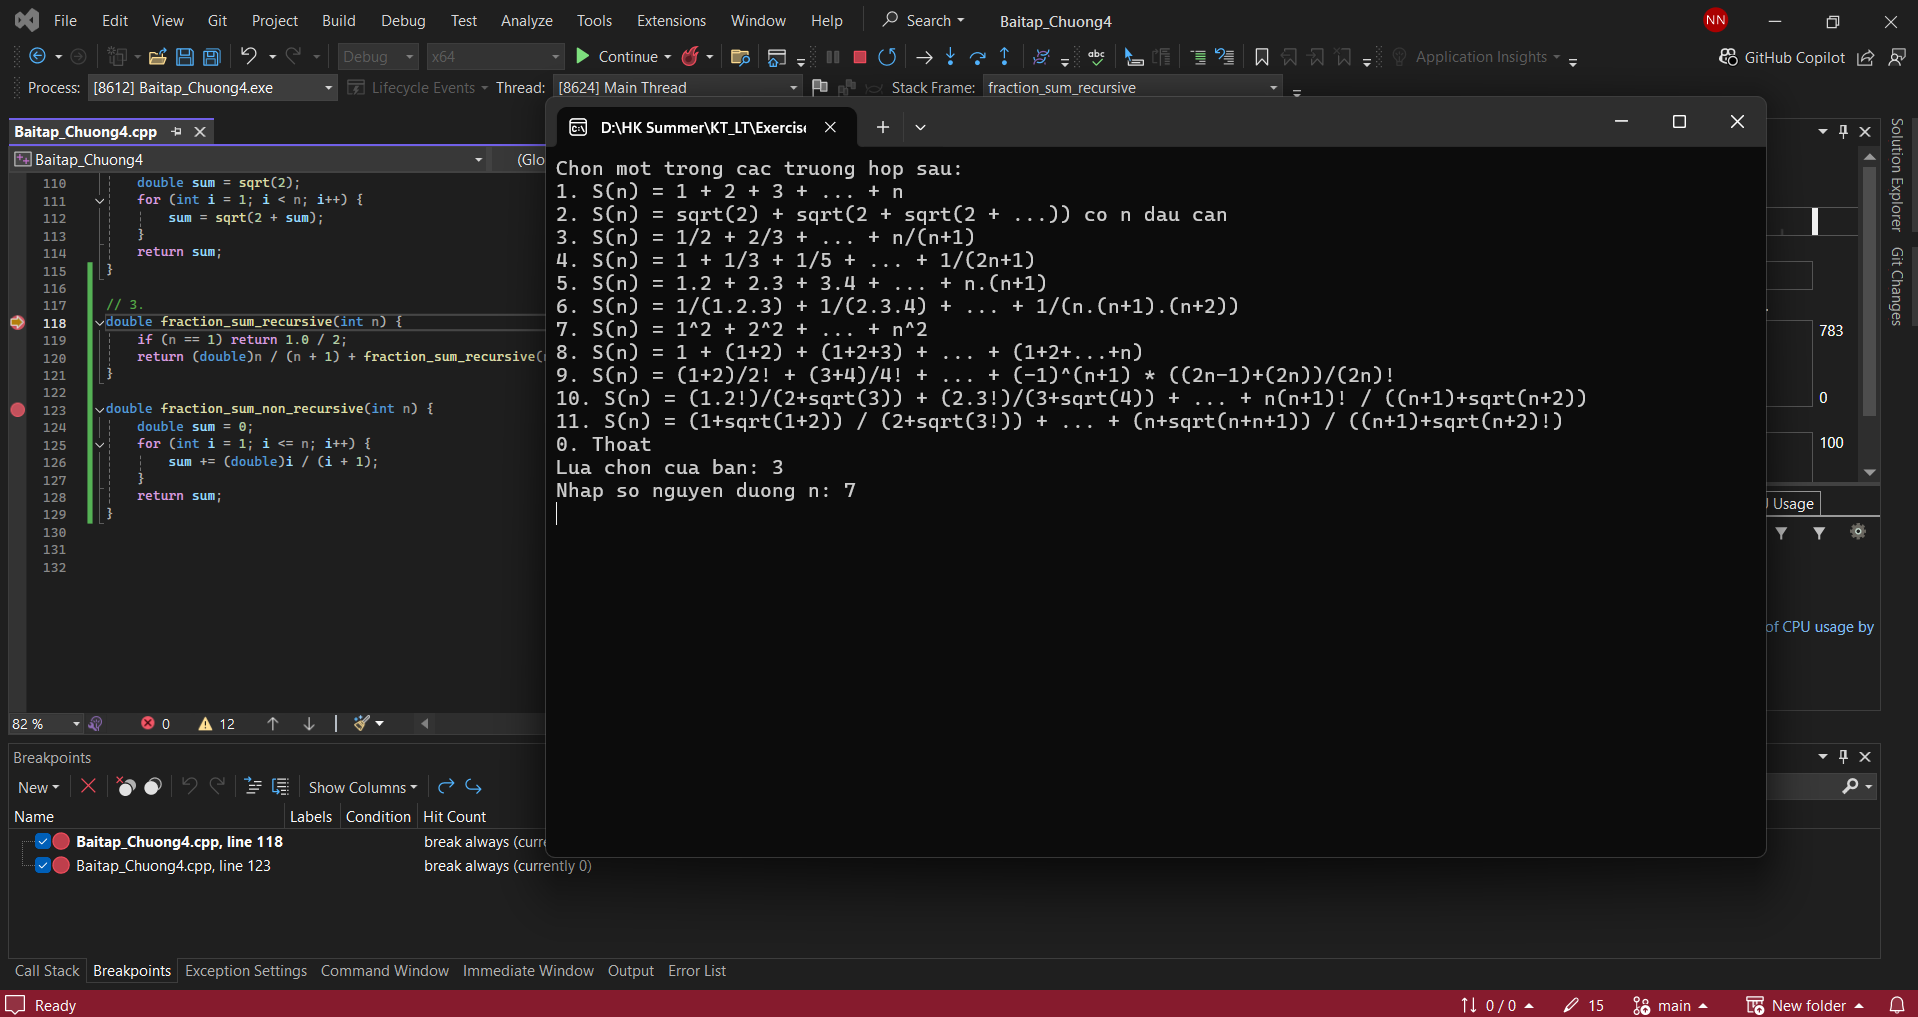 File Edit View Git Project Build Debug Test Analyze Tools Extensions Window Help Search Baitap_Chuong4 NN
Debug x64 Continue Application Insights GitHub Copilot
Process: [8612] Baitap_Chuong4.exe Lifecycle Events Thread: [8624] Main Thread Stack Frame: fraction_sum_recursive
Baitap_Chuong4.cpp
Baitap_Chuong4 (Glo
110 double sum = sqrt(2);
111 for (int i = 1; i < n; i++) {
112 sum = sqrt(2 + sum);
113 }
114 return sum;
115 }
116
117 // 3.
118 double fraction_sum_recursive(int n) {
119 if (n == 1) return 1.0 / 2;
120 return (double)n / (n + 1) + fraction_sum_recursive(
121 }
122
123 double fraction_sum_non_recursive(int n) {
124 double sum = 0;
125 for (int i = 1; i <= n; i++) {
126 sum += (double)i / (i + 1);
127 }
128 return sum;
129 }
130
131
132
82 % 0 12
D:\HK Summer\KT_LT\Exercise
Chon mot trong cac truong hop sau:
1. S(n) = 1 + 2 + 3 + ... + n
2. S(n) = sqrt(2) + sqrt(2 + sqrt(2 + ...)) co n dau can
3. S(n) = 1/2 + 2/3 + ... + n/(n+1)
4. S(n) = 1 + 1/3 + 1/5 + ... + 1/(2n+1)
5. S(n) = 1.2 + 2.3 + 3.4 + ... + n.(n+1)
6. S(n) = 1/(1.2.3) + 1/(2.3.4) + ... + 1/(n.(n+1).(n+2))
7. S(n) = 1^2 + 2^2 + ... + n^2
8. S(n) = 1 + (1+2) + (1+2+3) + ... + (1+2+...+n)
9. S(n) = (1+2)/2! + (3+4)/4! + ... + (-1)^(n+1) * ((2n-1)+(2n))/(2n)!
10. S(n) = (1.2!)/(2+sqrt(3)) + (2.3!)/(3+sqrt(4)) + ... + n(n+1)! / ((n+1)+sqrt(n+2))
11. S(n) = (1+sqrt(1+2)) / (2+sqrt(3!)) + ... + (n+sqrt(n+n+1)) / ((n+1)+sqrt(n+2)!)
0. Thoat
Lua chon cua ban: 3
Nhap so nguyen duong n: 7
783
0
100
Usage
of CPU usage by
Solution Explorer
Git Changes
Breakpoints
New Show Columns
Name Labels Condition Hit Count
Baitap_Chuong4.cpp, line 118 break always (curre
Baitap_Chuong4.cpp, line 123 break always (currently 0)
Call Stack Breakpoints Exception Settings Command Window Immediate Window Output Error List
Ready 0 / 0 15 main New folder